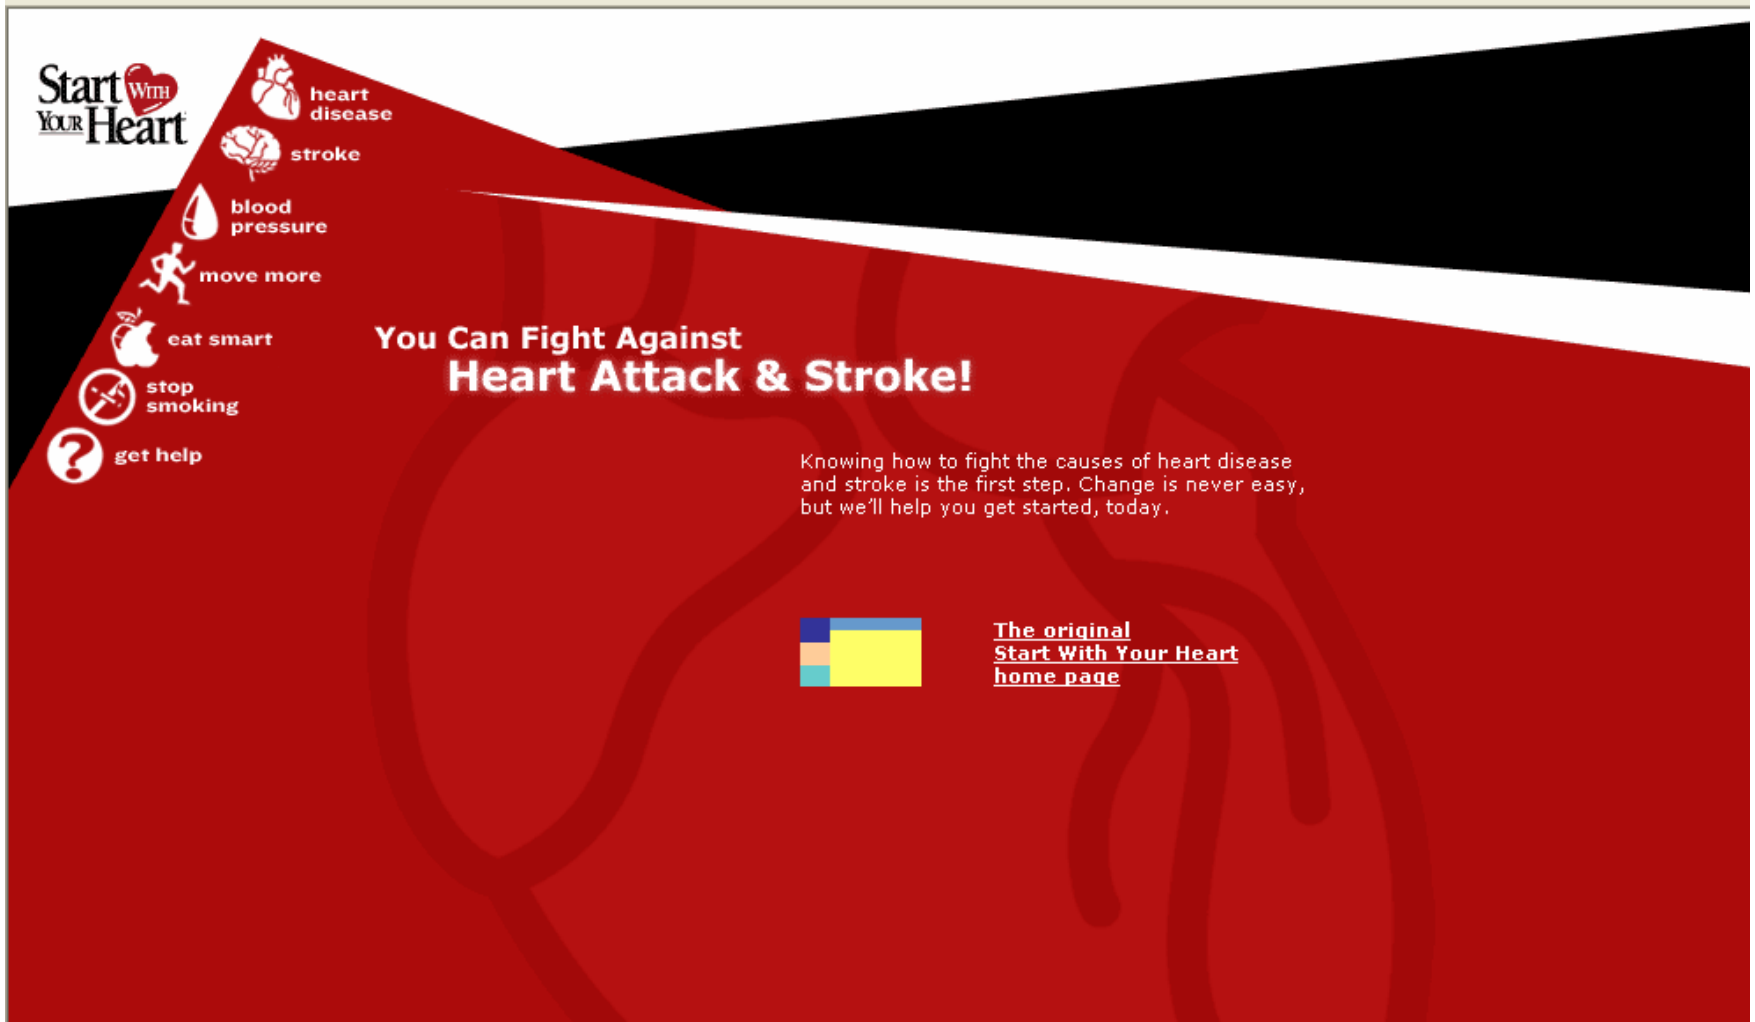 Start With
Your Heart
heart
disease
stroke
blood
pressure
move more
eat smart
stop
smoking
get help
You Can Fight Against
Heart Attack & Stroke!
Knowing how to fight the causes of heart disease
and stroke is the first step. Change is never easy,
but we'll help you get started, today.
The original
Start With Your Heart
home page